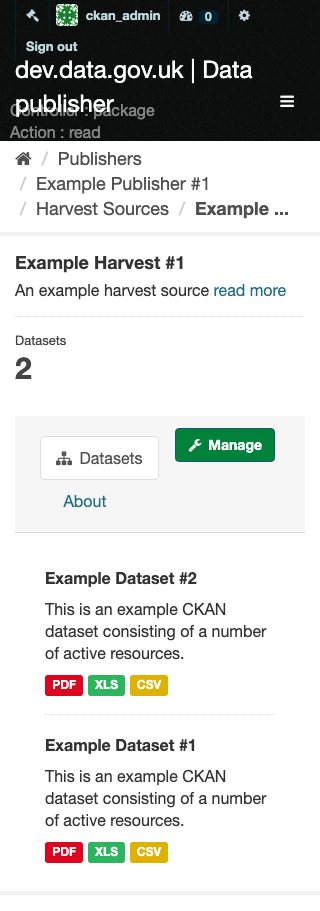 ckan_admin 0
Sign out
dev.data.gov.uk | Data
publisher
Controller : package
Action : read
/ Publishers
/ Example Publisher #1
/ Harvest Sources / Example ...
Example Harvest #1
An example harvest source read more
Datasets
2
Datasets
Manage
About
Example Dataset #2
This is an example CKAN
dataset consisting of a number
of active resources.
PDF XLS CSV
Example Dataset #1
This is an example CKAN
dataset consisting of a number
of active resources.
PDF XLS CSV